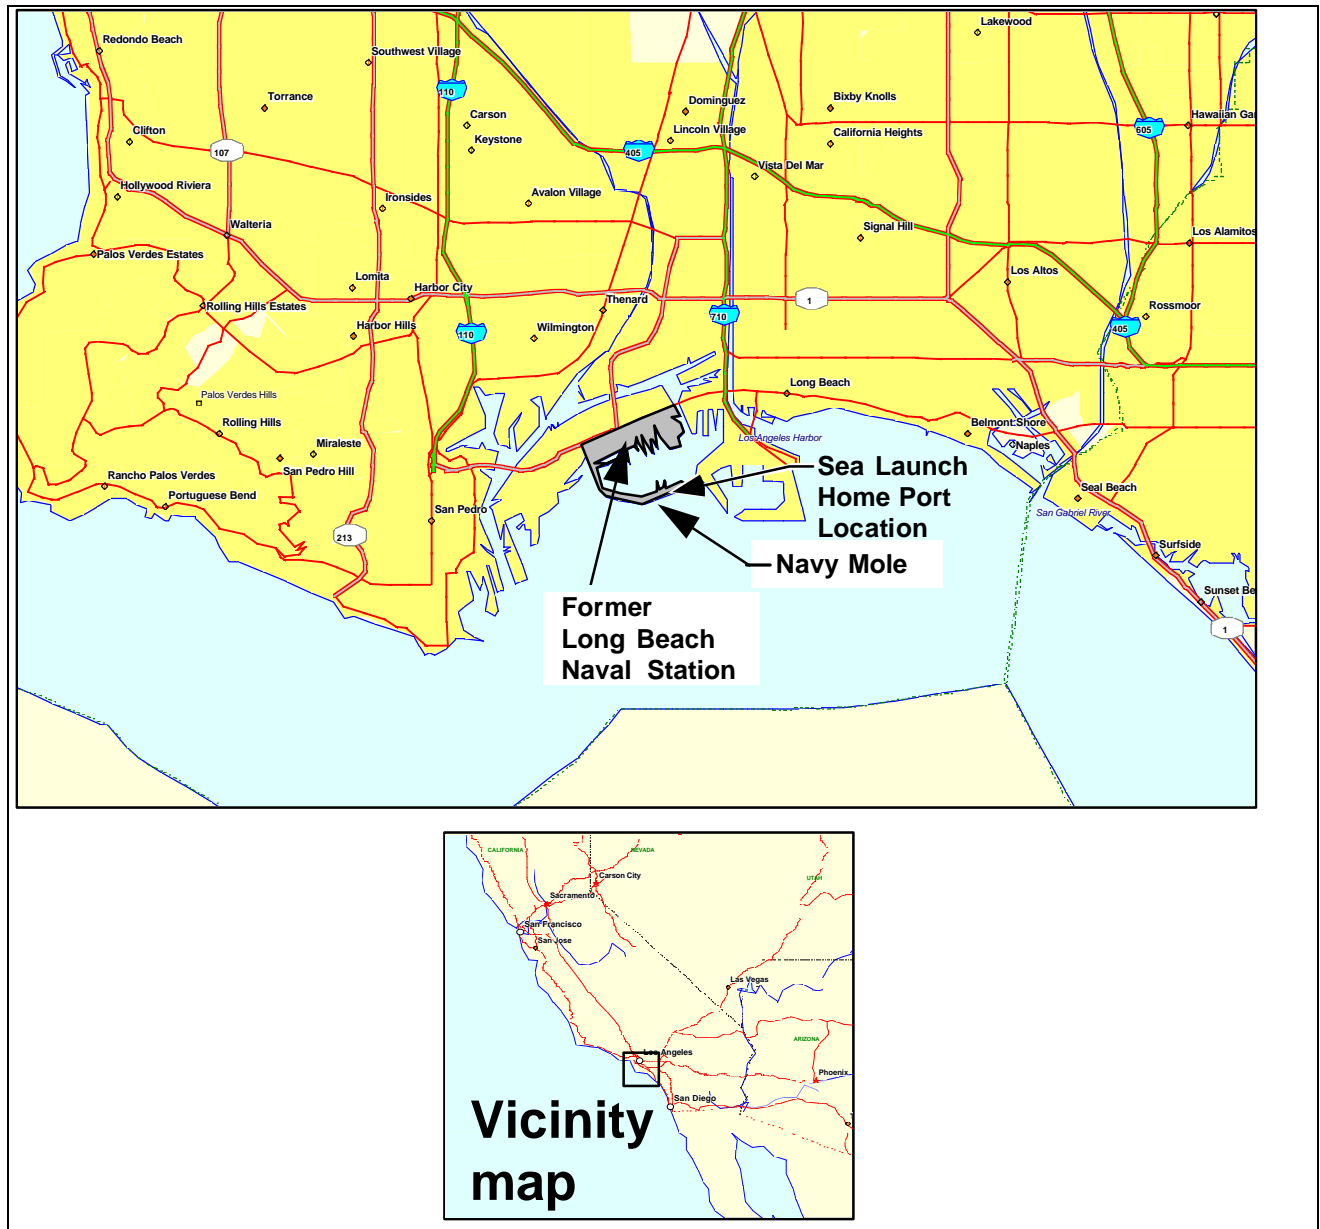 Redondo Beach
Southwest Village
Lakewood
Torrance
110
Carson
Keystone
Dominguez
Lincoln Village
Bixby Knolls
California Heights
605
Hawaiian Gar
Clifton
107
405
Vista Del Mar
Hollywood Riviera
Ironsides
Avalon Village
Walteria
Signal Hill
Los Alamitos
Palos Verdes Estates
Lomita
Harbor City
Los Altos
Rolling Hills Estates
Thenard
710
1
Rossmoor
Harbor Hills
110
Wilmington
405
Palos Verdes Hills
Long Beach
Rolling Hills
Miraleste
San Pedro Hill
Los Angeles Harbor
Belmont Shore
Naples
Rancho Palos Verdes
Portuguese Bend
San Pedro
213
Sea Launch
Home Port
Location
Navy Mole
Seal Beach
San Gabriel River
Surfside
Sunset Be
1
Former
Long Beach
Naval Station
CALIFORNIA
NEVADA
UTAH
Carson City
Sacramento
San Francisco
San Jose
Las Vegas
ARIZONA
Los Angeles
Phoenix
San Diego
Vicinity
map